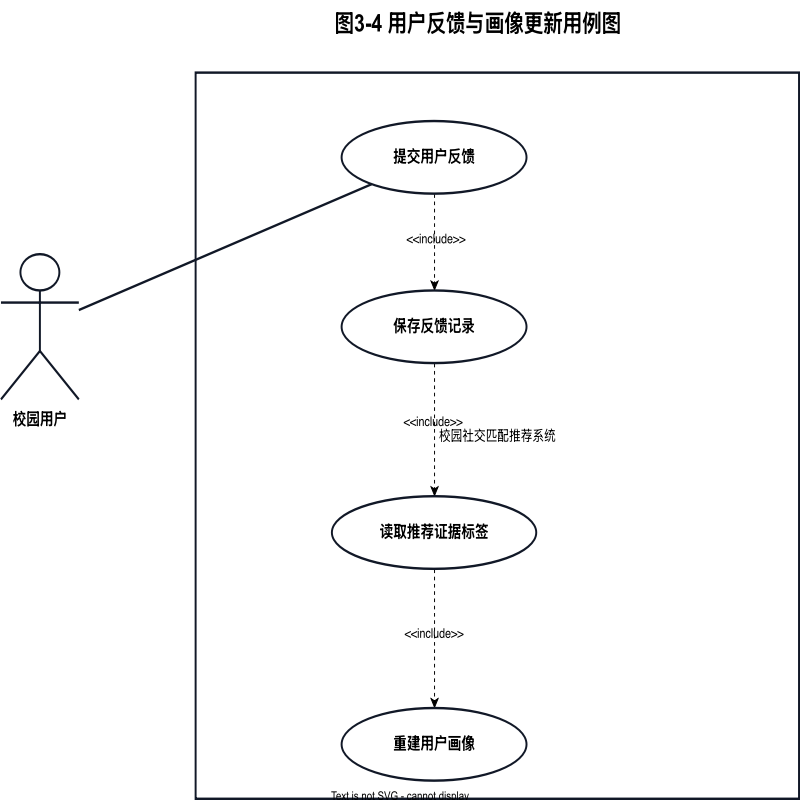 图3-4 用户反馈与画像更新用例图
提交用户反馈
<<include>>
保存反馈记录
校园用户
<<include>>
校园社交匹配推荐系统
读取推荐证据标签
<<include>>
重建用户画像
Text is not SVG - cannot display